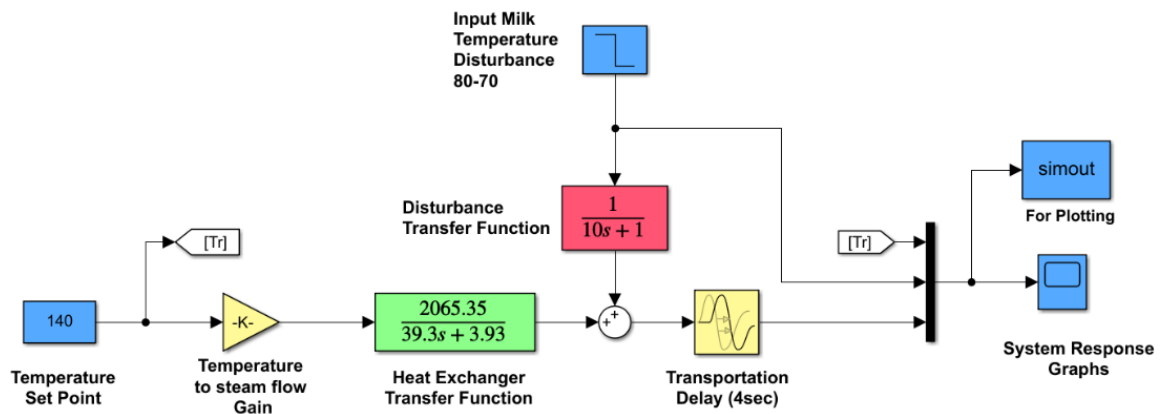 Input Milk
Temperature
Disturbance
80-70
simout
For Plotting
Disturbance
Transfer Function
1
10s + 1
[Tr]
[Tr]
140
-K-
2065.35
39.3s + 3.93
+
+
Temperature
Set Point
Temperature
to steam flow
Gain
Heat Exchanger
Transfer Function
Transportation
Delay (4sec)
System Response
Graphs